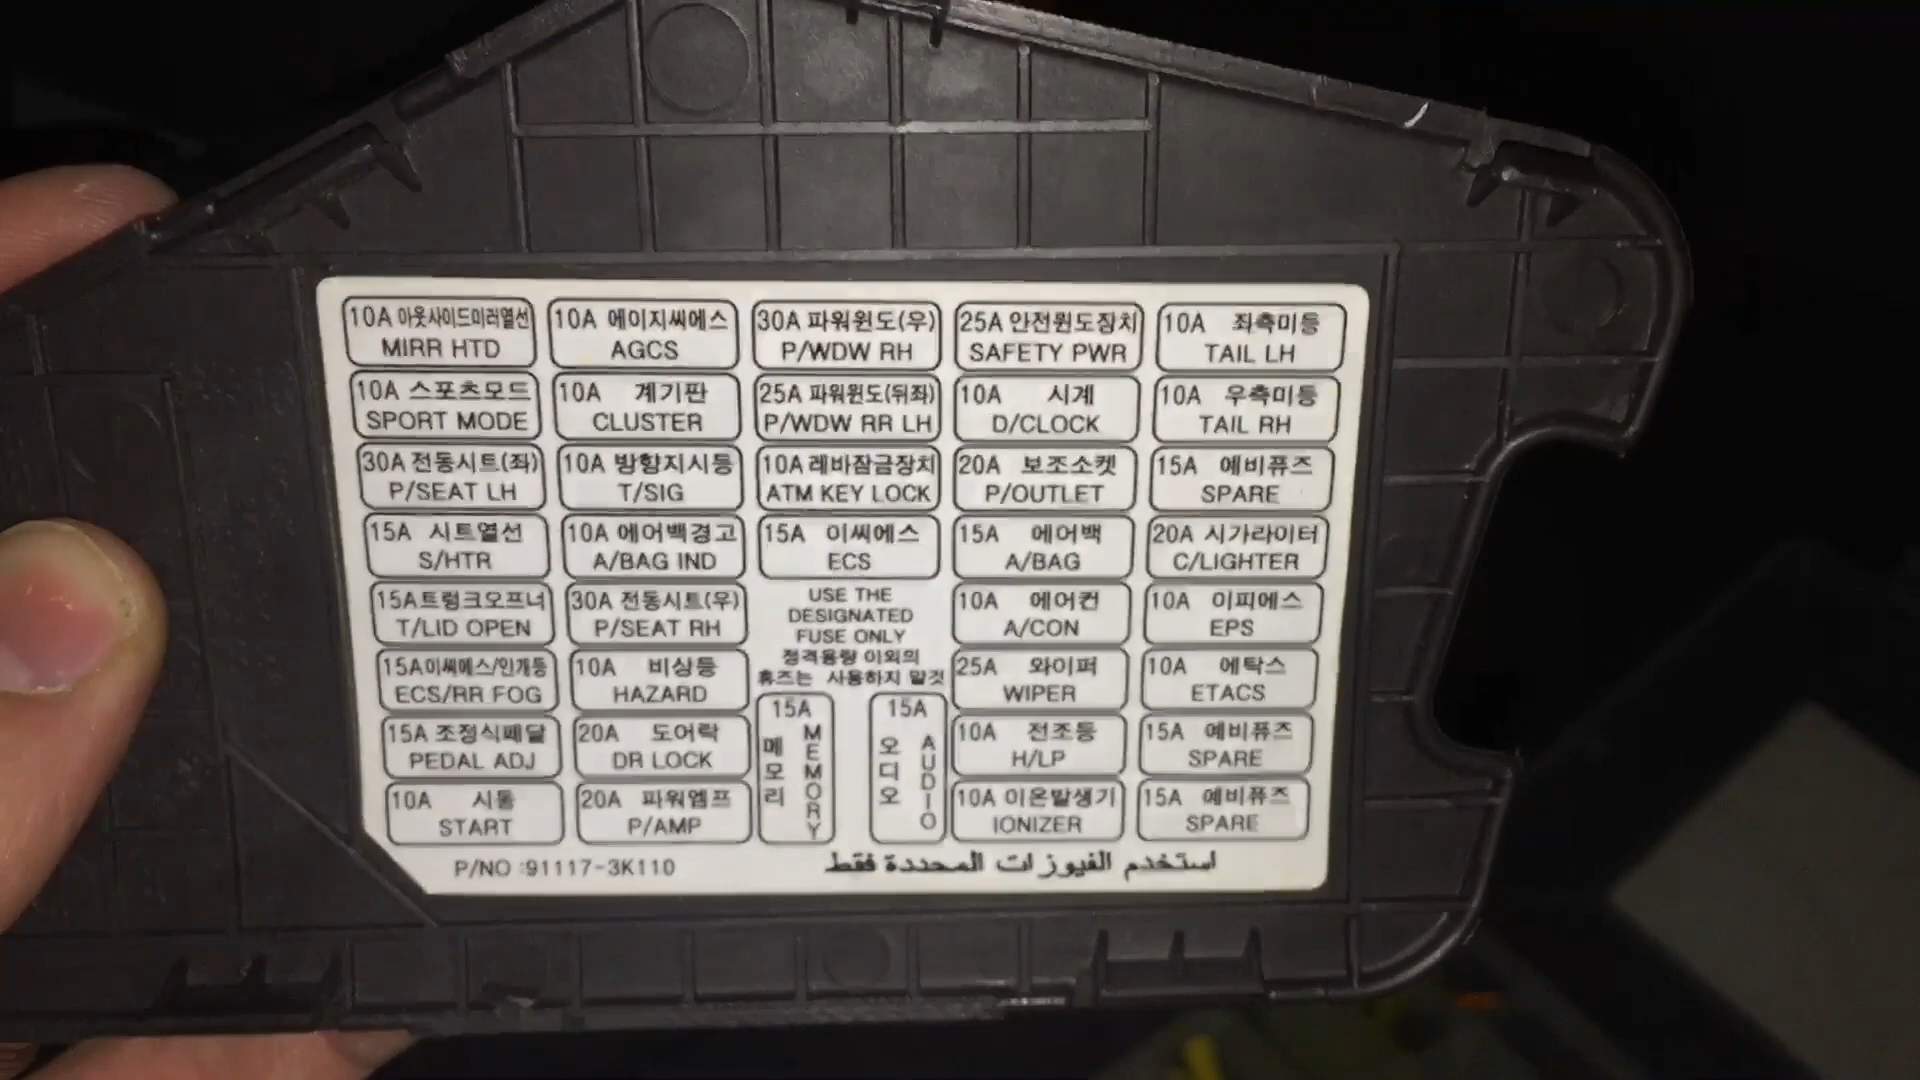 10A 아웃사이드미러열선
MIRR HTD
10A 에이지씨에스
AGCS
30A 파워윈도(우)
P/WDW RH
25A 안전윈도장치
SAFETY PWR
10A 좌측미등
TAIL LH
10A 스포츠모드
SPORT MODE
10A 계기판
CLUSTER
25A 파워윈도(뒤좌)
P/WDW RR LH
10A 시계
D/CLOCK
10A 우측미등
TAIL RH
30A 전동시트(좌)
P/SEAT LH
10A 방향지시등
T/SIG
10A 레바잠금장치
ATM KEY LOCK
20A 보조소켓
P/OUTLET
15A 예비퓨즈
SPARE
15A 시트열선
S/HTR
10A 에어백경고
A/BAG IND
15A 이씨에스
ECS
15A 에어백
A/BAG
20A 시가라이터
C/LIGHTER
15A 트렁크오프너
T/LID OPEN
30A 전동시트(우)
P/SEAT RH
USE THE
DESIGNATED
FUSE ONLY
정격용량 이외의
휴즈는 사용하지 말것
10A 에어컨
A/CON
10A 이피에스
EPS
15A 이씨에스/안개등
ECS/RR FOG
10A 비상등
HAZARD
25A 와이퍼
WIPER
10A 에탁스
ETACS
15A 조정식페달
PEDAL ADJ
20A 도어락
DR LOCK
15A
메모리
MEMORY
15A
오디오
AUDIO
10A 전조등
H/LP
15A 예비퓨즈
SPARE
10A 시동
START
20A 파워엠프
P/AMP
10A 이온발생기
IONIZER
15A 예비퓨즈
SPARE
P/NO :91117-3K110
استخدم الفيوزات المحددة فقط